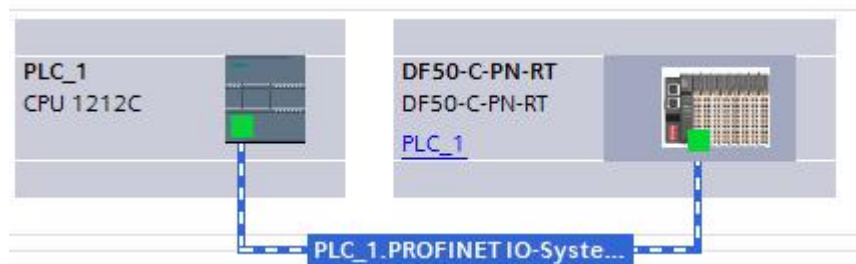 PLC_1
CPU 1212C
DF50-C-PN-RT
DF50-C-PN-RT
PLC_1
PLC_1.PROFINET IO-Syste...